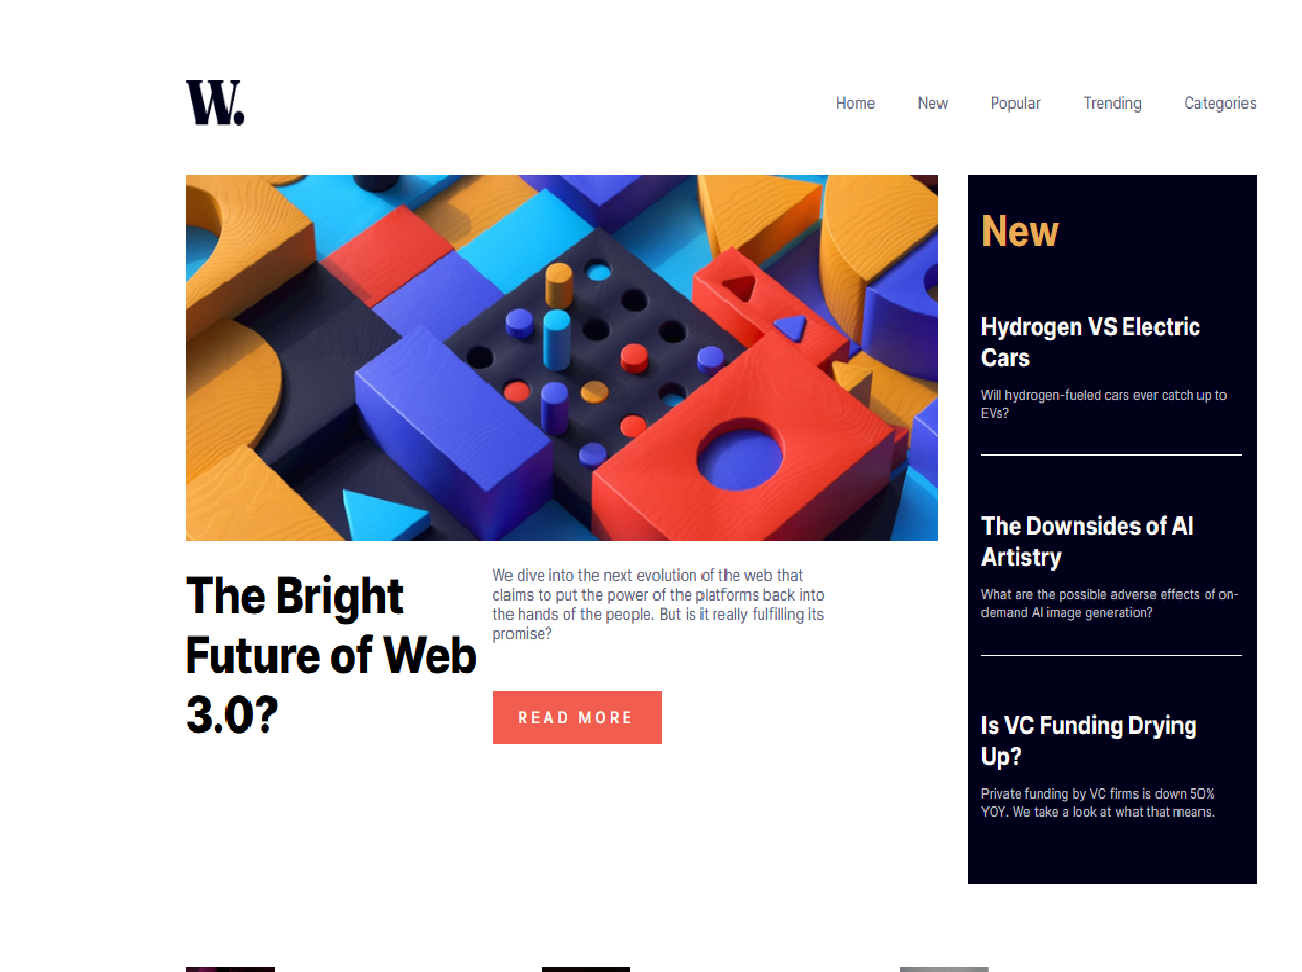 W.
Home New Popular Trending Categories
The Bright
Future of Web
3.0?
We dive into the next evolution of the web that
claims to put the power of the platforms back into
the hands of the people. But is it really fulfilling its
promise?
READ MORE
New
Hydrogen VS Electric
Cars
Will hydrogen-fueled cars ever catch up to
EVs?
The Downsides of AI
Artistry
What are the possible adverse effects of on-
demand AI image generation?
Is VC Funding Drying
Up?
Private funding by VC firms is down 50%
YOY. We take a look at what that means.